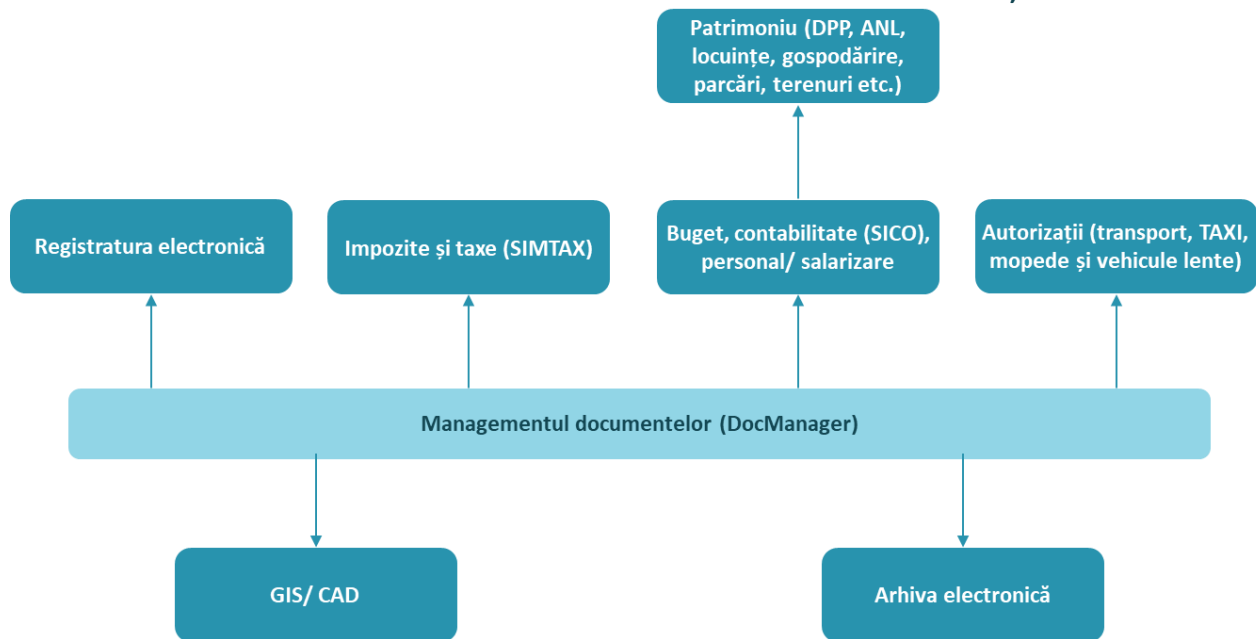 Patrimoniu (DPP, ANL,
locuințe, gospodărire,
parcări, terenuri etc.)
Registratura electronică
Impozite și taxe (SIMTAX)
Buget, contabilitate (SICO),
personal/ salarizare
Autorizații (transport, TAXI,
mopede și vehicule lente)
Managementul documentelor (DocManager)
GIS/ CAD
Arhiva electronică